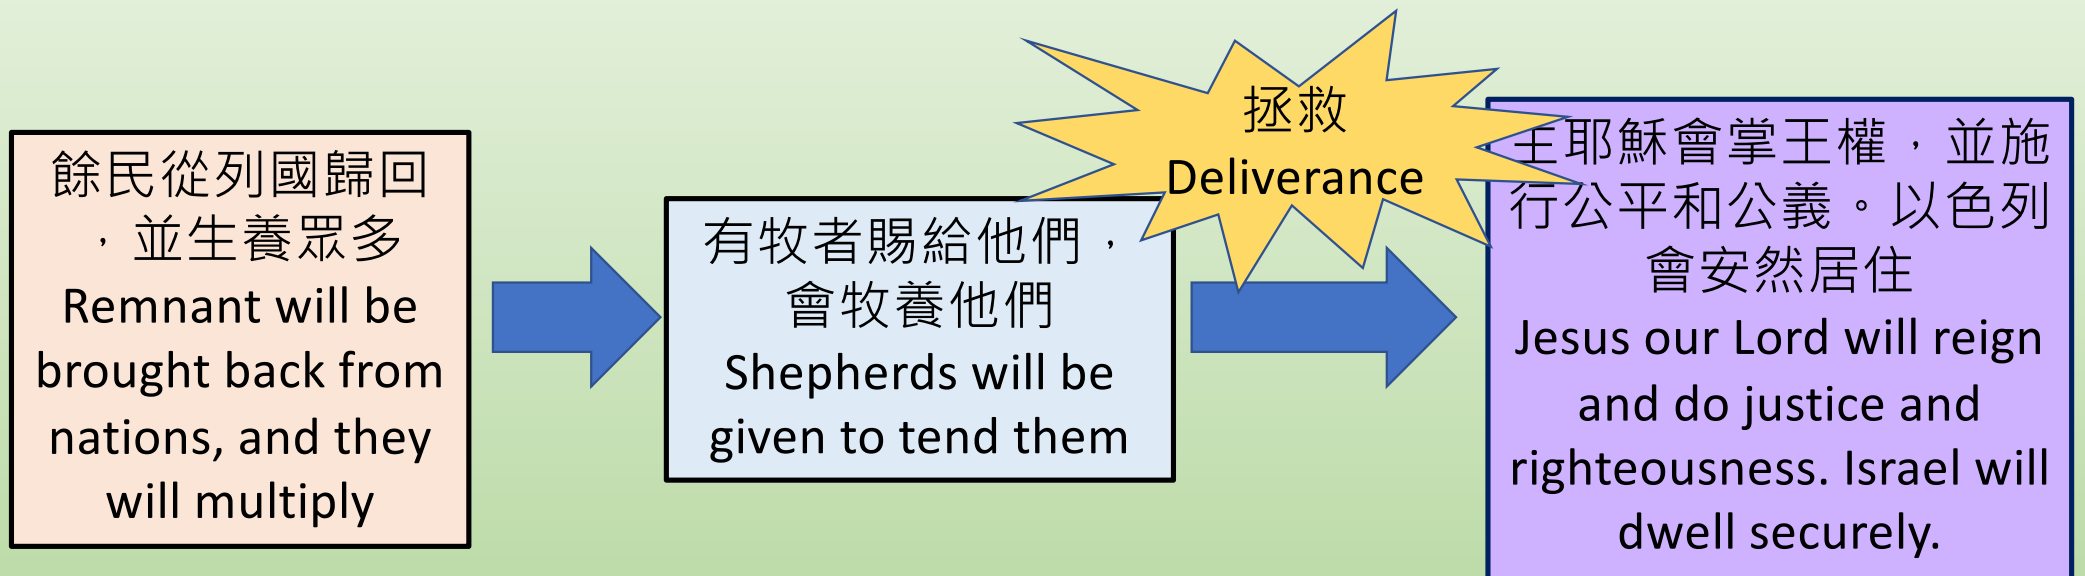 餘民從列國歸回
，並生養眾多
Remnant will be
brought back from
nations, and they
will multiply
有牧者賜給他們，
會牧養他們
Shepherds will be
given to tend them
拯救
Deliverance
主耶穌會掌王權，並施
行公平和公義。以色列
會安然居住
Jesus our Lord will reign
and do justice and
righteousness. Israel will
dwell securely.